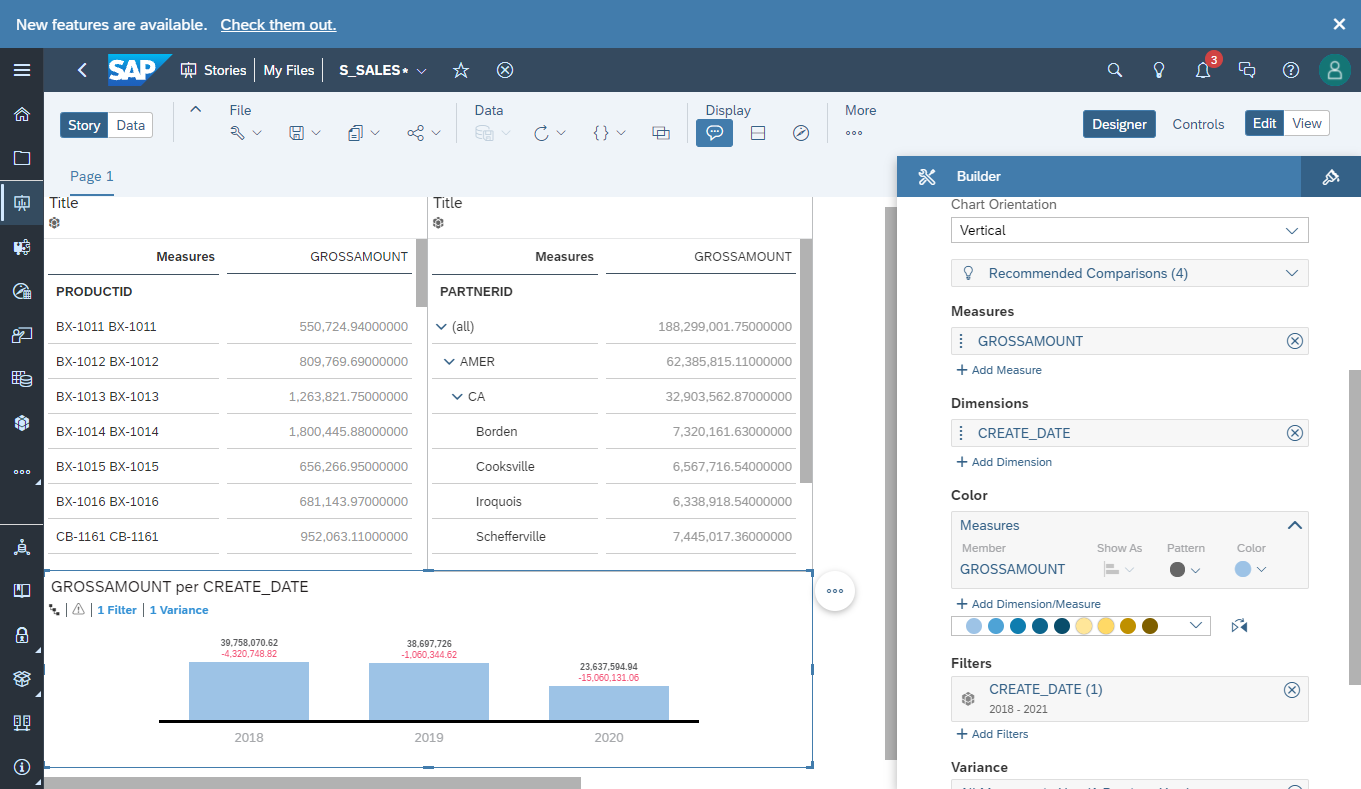 New features are available. Check them out.
SAP Stories My Files S_SALES* 3
Story Data File Data Display More Designer Controls Edit View
Page 1
Builder
Title
Measures GROSSAMOUNT
PRODUCTID
BX-1011 BX-1011 550,724.94000000
BX-1012 BX-1012 809,769.69000000
BX-1013 BX-1013 1,263,821.75000000
BX-1014 BX-1014 1,800,445.88000000
BX-1015 BX-1015 656,266.95000000
BX-1016 BX-1016 681,143.97000000
CB-1161 CB-1161 952,063.11000000
Title
Measures GROSSAMOUNT
PARTNERID
(all) 188,299,001.75000000
AMER 62,385,815.11000000
CA 32,903,562.87000000
Borden 7,320,161.63000000
Cooksville 6,567,716.54000000
Iroquois 6,338,918.54000000
Schefferville 7,445,017.36000000
GROSSAMOUNT per CREATE_DATE
1 Filter 1 Variance
39,758,070.62
-4,320,748.82
38,697,726
-1,060,344.62
23,637,594.94
-15,060,131.06
2018 2019 2020
Chart Orientation
Vertical
Recommended Comparisons (4)
Measures
GROSSAMOUNT
+ Add Measure
Dimensions
CREATE_DATE
+ Add Dimension
Color
Measures
Member Show As Pattern Color
GROSSAMOUNT
+ Add Dimension/Measure
Filters
CREATE_DATE (1)
2018 - 2021
+ Add Filters
Variance